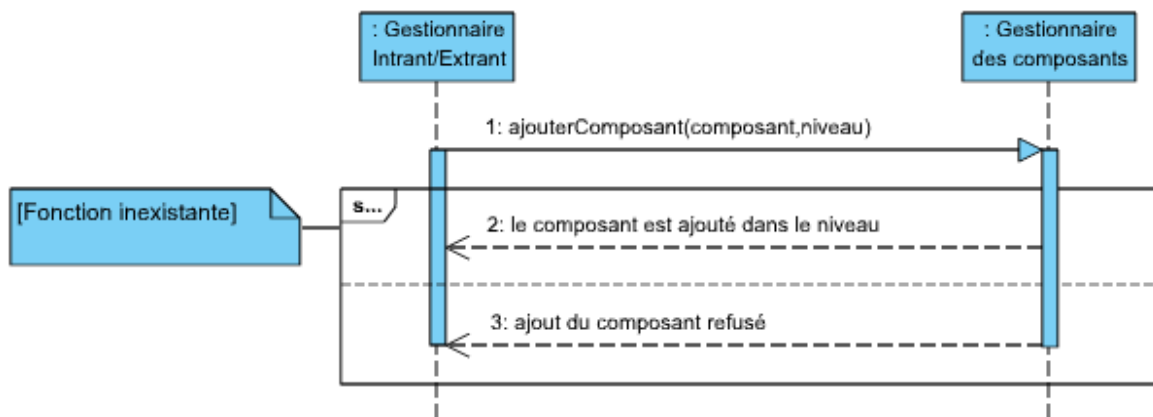 : Gestionnaire
Intrant/Extrant
: Gestionnaire
des composants
1: ajouterComposant(composant,niveau)
[Fonction inexistante]
s...
2: le composant est ajouté dans le niveau
3: ajout du composant refusé